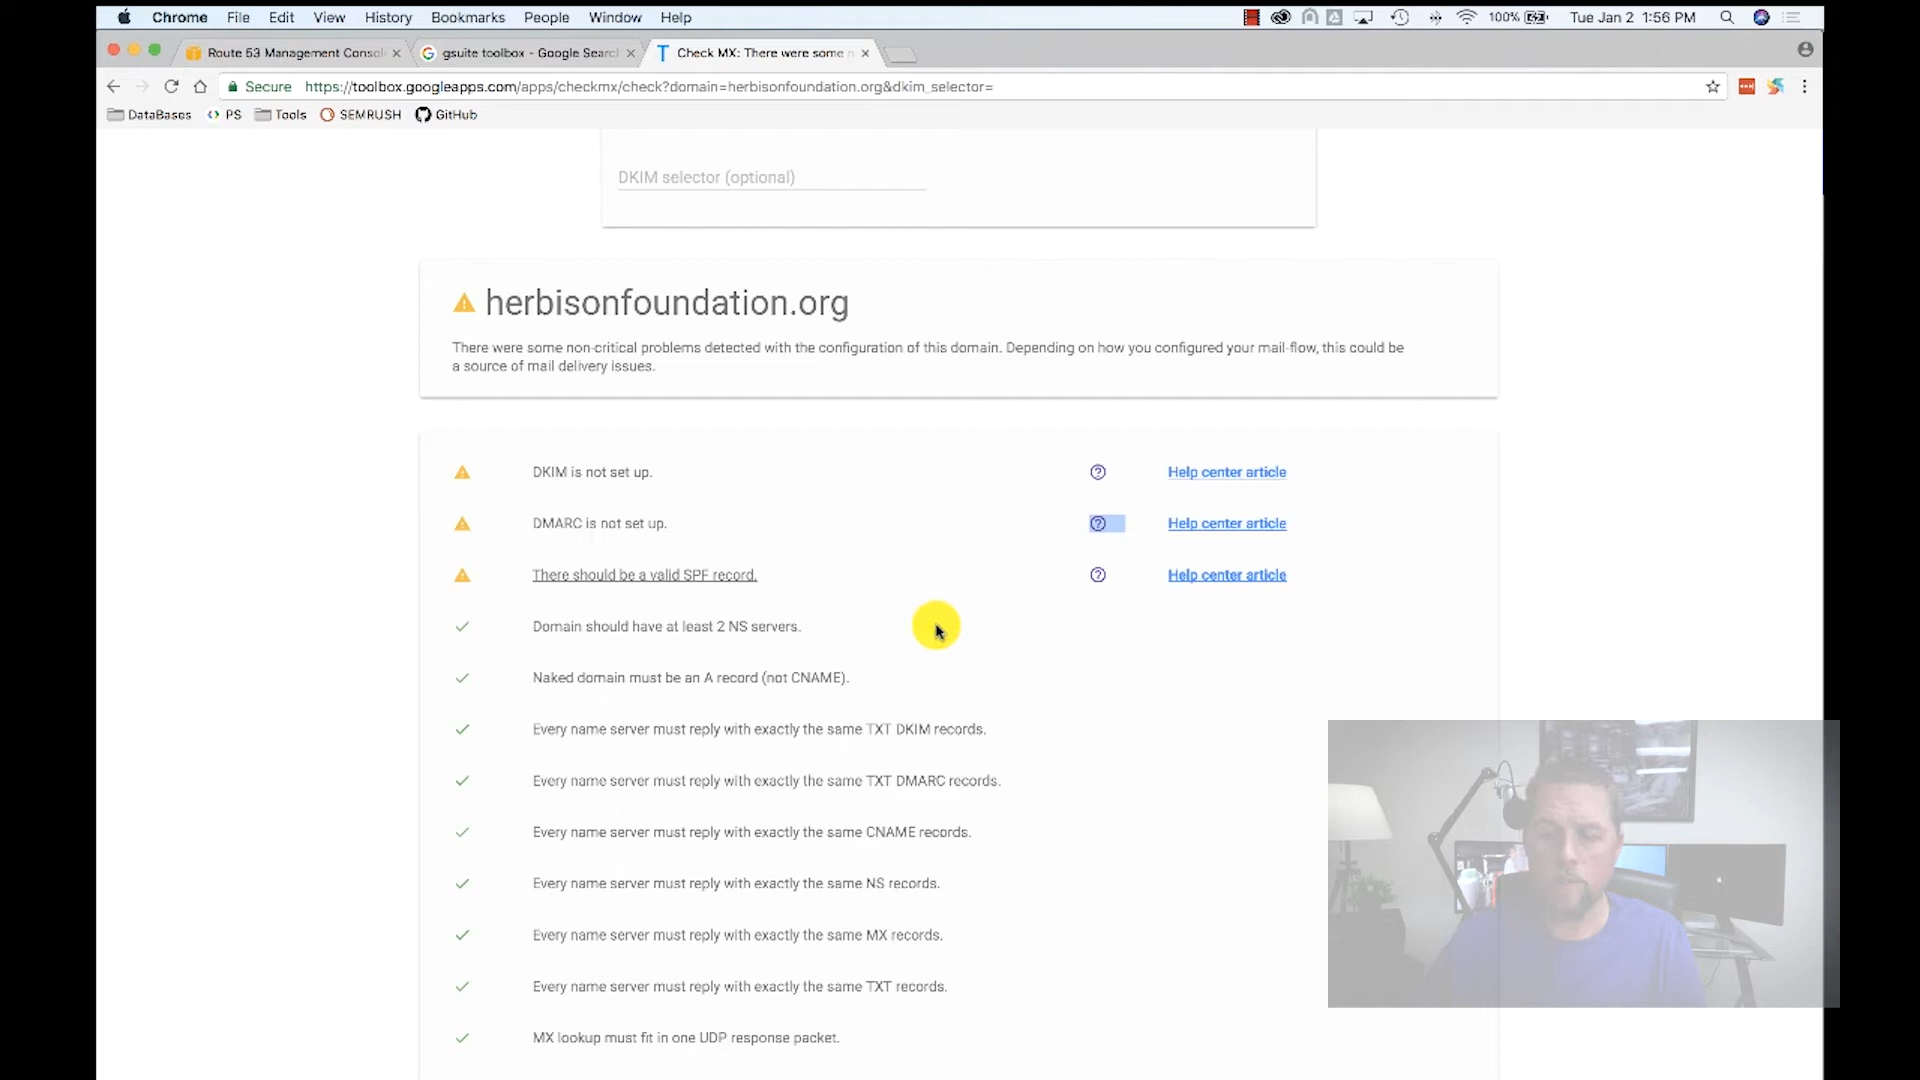 Chrome File Edit View History Bookmarks People Window Help 100% Tue Jan 2 1:56 PM
Route 53 Management Consol gsuite toolbox - Google Search Check MX: There were some
Secure https://toolbox.googleapps.com/apps/checkmx/check?domain=herbisonfoundation.org&dkim_selector=
DataBases PS Tools SEMRUSH GitHub
DKIM selector (optional)
herbisonfoundation.org
There were some non-critical problems detected with the configuration of this domain. Depending on how you configured your mail-flow, this could be
a source of mail delivery issues.
DKIM is not set up. Help center article
DMARC is not set up. Help center article
There should be a valid SPF record. Help center article
Domain should have at least 2 NS servers.
Naked domain must be an A record (not CNAME).
Every name server must reply with exactly the same TXT DKIM records.
Every name server must reply with exactly the same TXT DMARC records.
Every name server must reply with exactly the same CNAME records.
Every name server must reply with exactly the same NS records.
Every name server must reply with exactly the same MX records.
Every name server must reply with exactly the same TXT records.
MX lookup must fit in one UDP response packet.